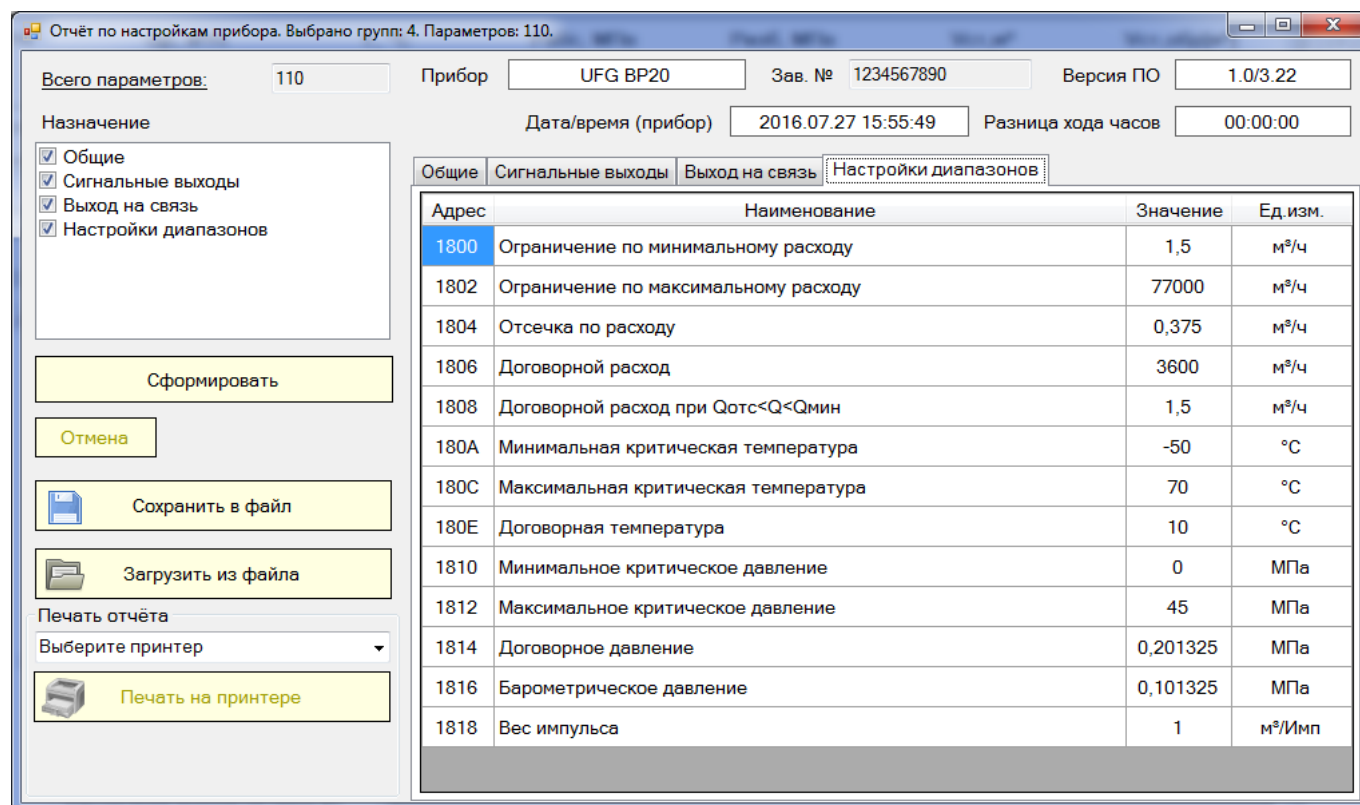 Отчёт по настройкам прибора. Выбрано групп: 4. Параметров: 110.
Всего параметров: 110
Прибор UFG BP20 Зав. № 1234567890 Версия ПО 1.0/3.22
Назначение
Дата/время (прибор) 2016.07.27 15:55:49 Разница хода часов 00:00:00
Общие
Сигнальные выходы
Выход на связь
Настройки диапазонов
Сформировать
Отмена
Сохранить в файл
Загрузить из файла
Печать отчёта
Выберите принтер
Печать на принтере
Общие Сигнальные выходы Выход на связь Настройки диапазонов
Адрес Наименование Значение Ед.изм.
1800 Ограничение по минимальному расходу 1,5 м³/ч
1802 Ограничение по максимальному расходу 77000 м³/ч
1804 Отсечка по расходу 0,375 м³/ч
1806 Договорной расход 3600 м³/ч
1808 Договорной расход при Qотс<Q<Qмин 1,5 м³/ч
180A Минимальная критическая температура -50 °C
180C Максимальная критическая температура 70 °C
180E Договорная температура 10 °C
1810 Минимальное критическое давление 0 МПа
1812 Максимальное критическое давление 45 МПа
1814 Договорное давление 0,201325 МПа
1816 Барометрическое давление 0,101325 МПа
1818 Вес импульса 1 м³/Имп